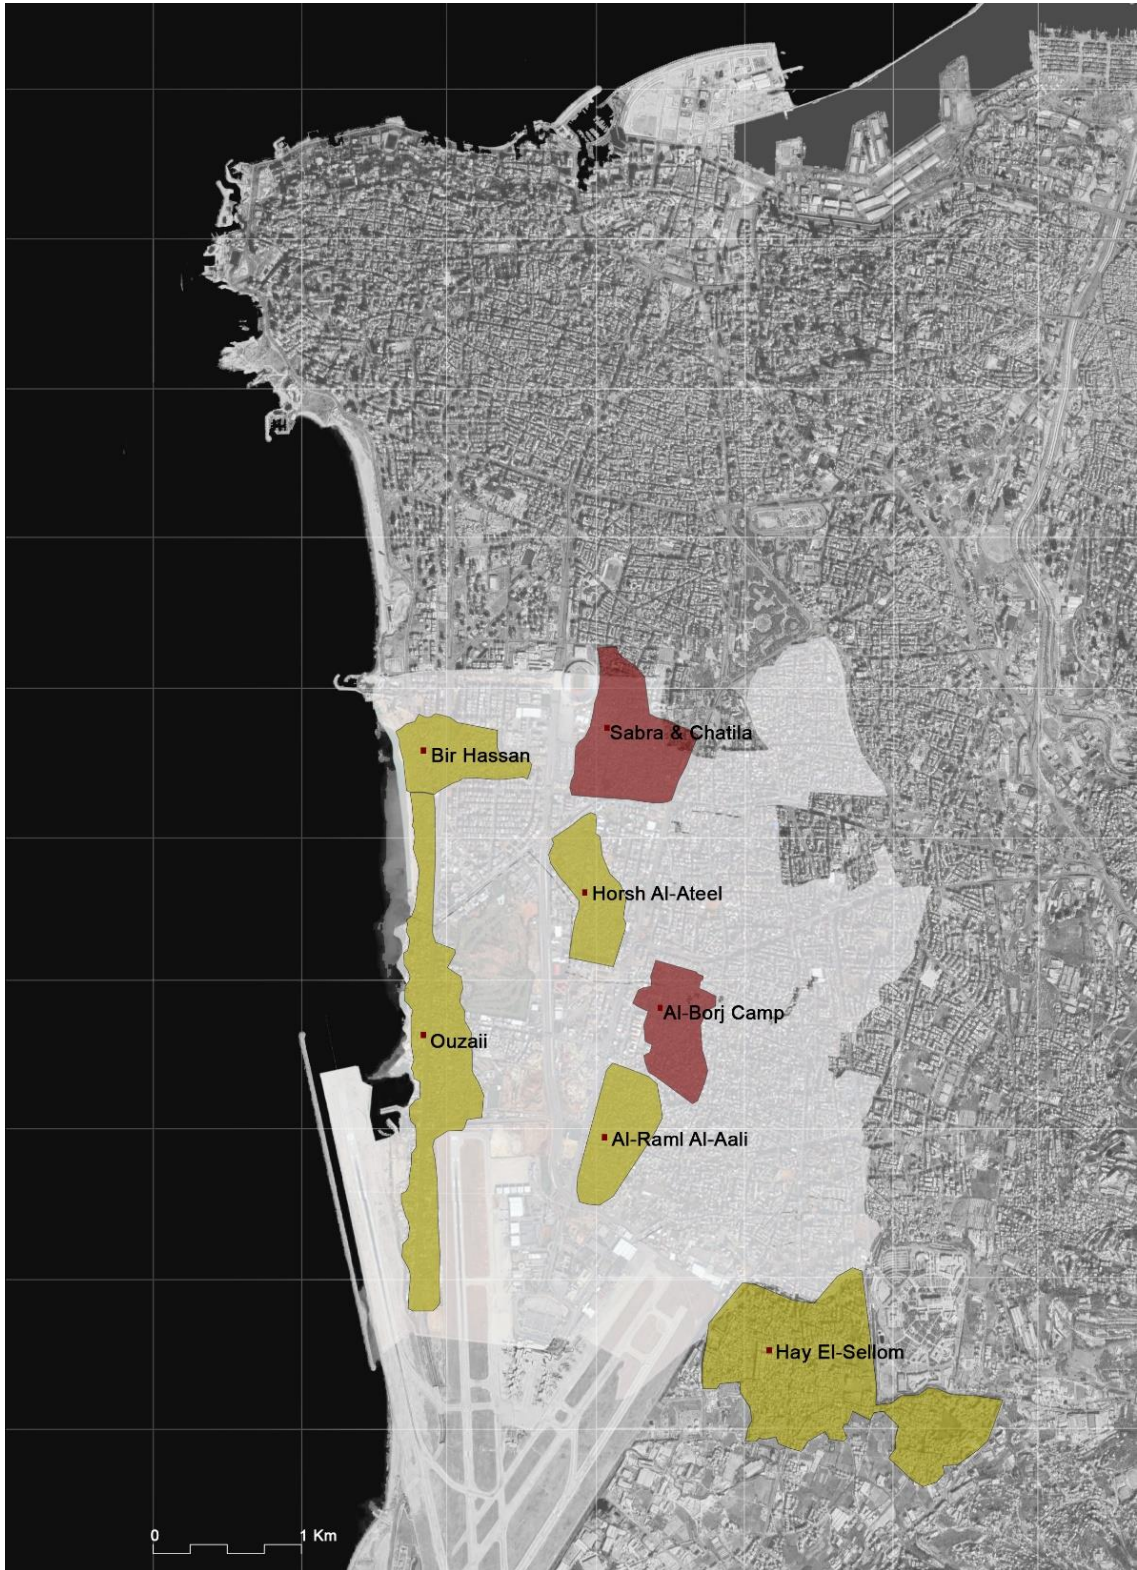 Sabra & Chatila
Bir Hassan
Horsh Al-Ateel
Al-Borj Camp
Ouzaii
Al-Raml Al-Aali
Hay El-Sellom
0 1 Km